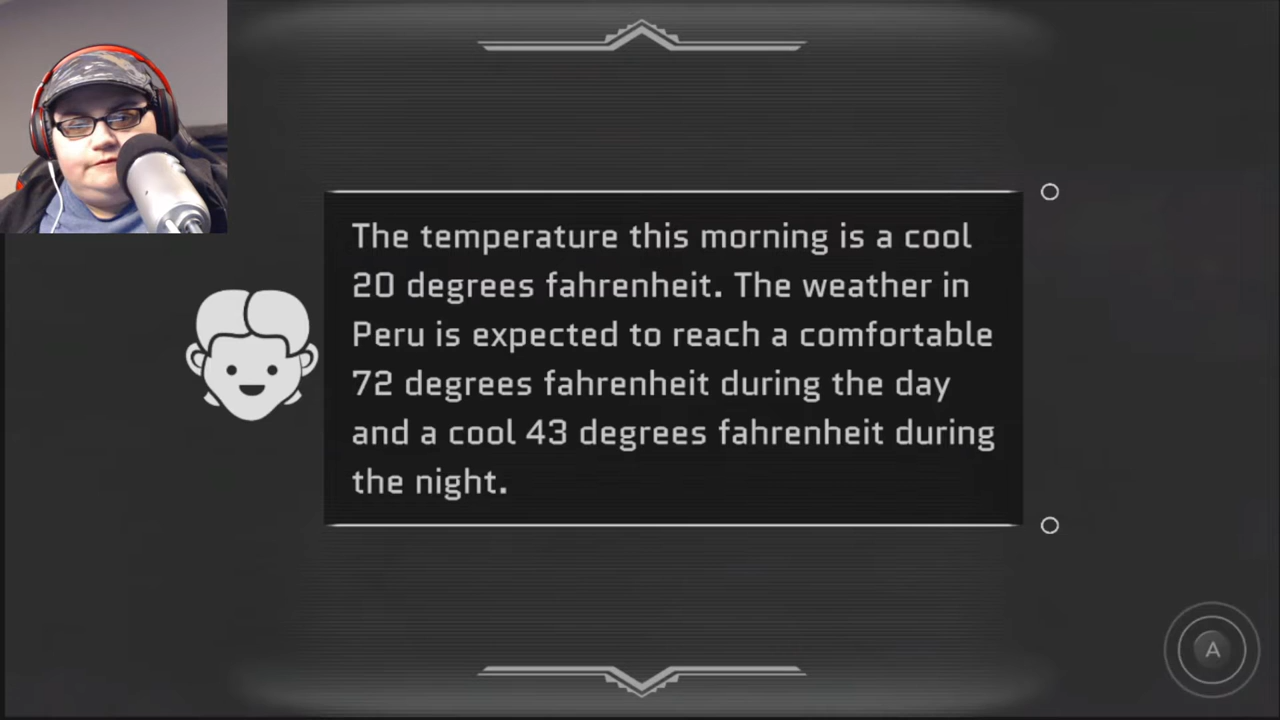 The temperature this morning is a cool
20 degrees fahrenheit. The weather in
Peru is expected to reach a comfortable
72 degrees fahrenheit during the day
and a cool 43 degrees fahrenheit during
the night.
A